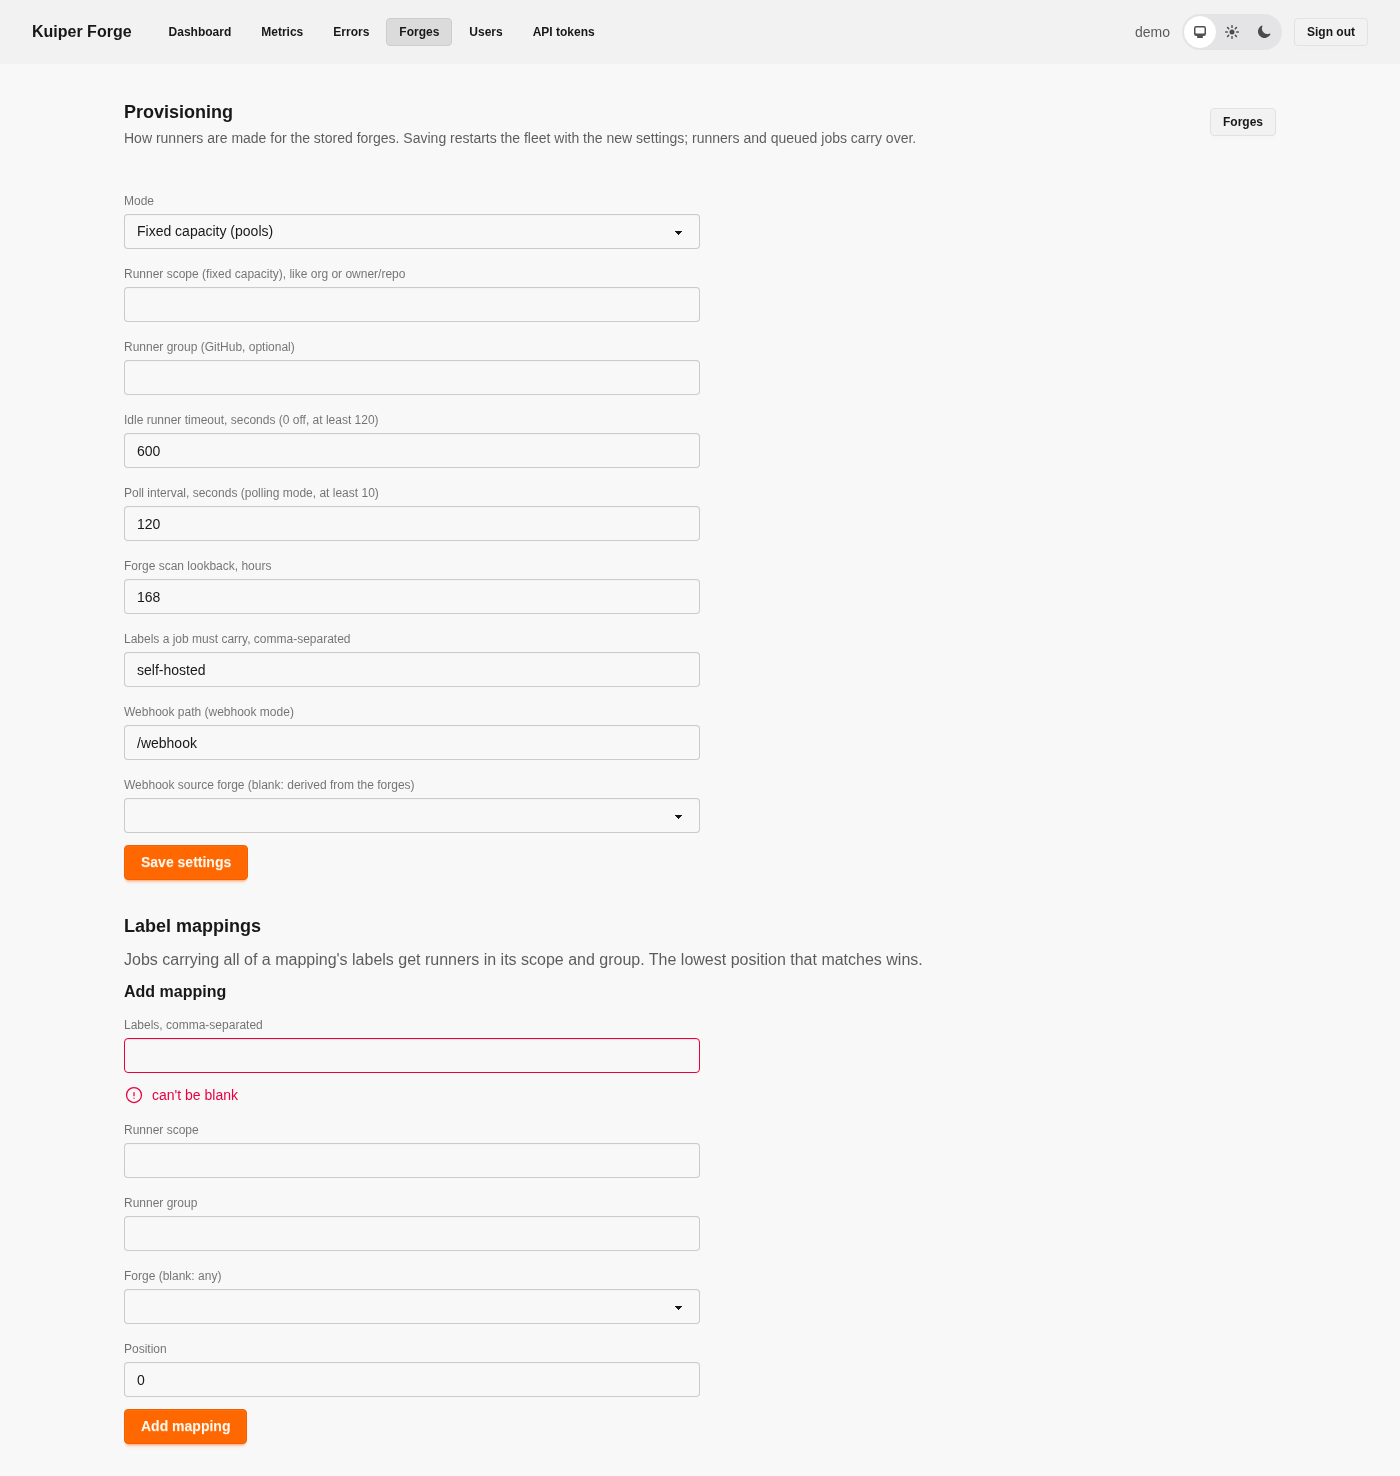 Kuiper Forge
Dashboard
Metrics
Errors
Forges
Users
API tokens
demo
Sign out
Provisioning
How runners are made for the stored forges. Saving restarts the fleet with the new settings; runners and queued jobs carry over.
Forges
Mode
Fixed capacity (pools)
Runner scope (fixed capacity), like org or owner/repo
Runner group (GitHub, optional)
Idle runner timeout, seconds (0 off, at least 120)
600
Poll interval, seconds (polling mode, at least 10)
120
Forge scan lookback, hours
168
Labels a job must carry, comma-separated
self-hosted
Webhook path (webhook mode)
/webhook
Webhook source forge (blank: derived from the forges)
Save settings
Label mappings
Jobs carrying all of a mapping's labels get runners in its scope and group. The lowest position that matches wins.
Add mapping
Labels, comma-separated
can't be blank
Runner scope
Runner group
Forge (blank: any)
Position
0
Add mapping